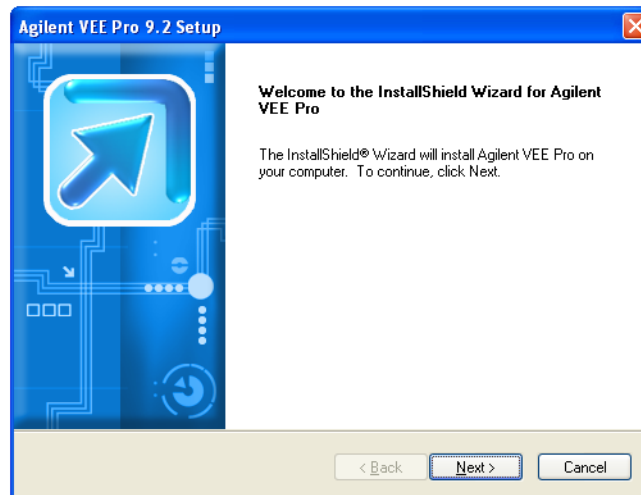 Agilent VEE Pro 9.2 Setup
Welcome to the InstallShield Wizard for Agilent
VEE Pro
The InstallShield® Wizard will install Agilent VEE Pro on
your computer. To continue, click Next.
< Back Next > Cancel